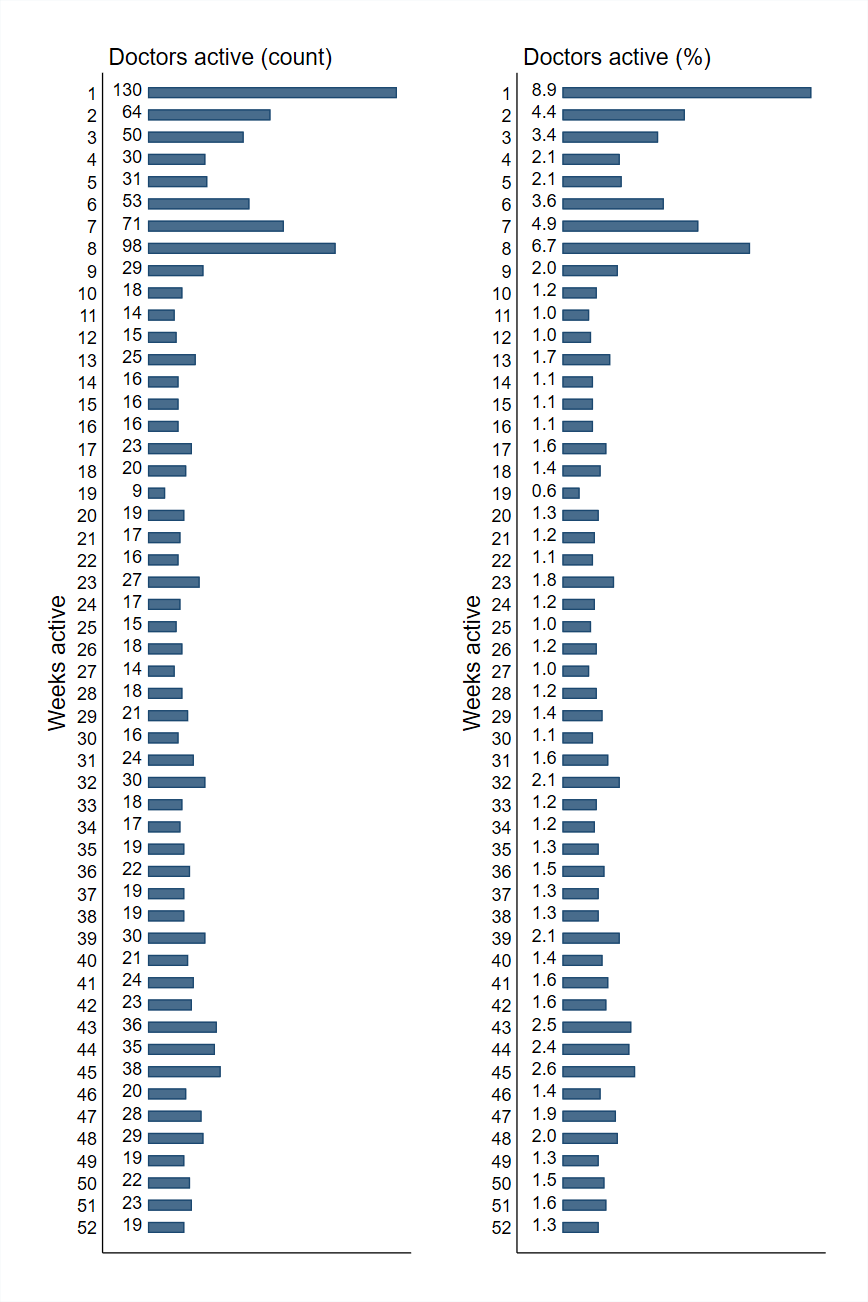 Doctors active (count) Doctors active (%)
1 130 1 8.9
2 64 2 4.4
3 50 3 3.4
4 30 4 2.1
5 31 5 2.1
6 53 6 3.6
7 71 7 4.9
8 98 8 6.7
9 29 9 2.0
10 18 10 1.2
11 14 11 1.0
12 15 12 1.0
13 25 13 1.7
14 16 14 1.1
15 16 15 1.1
16 16 16 1.1
17 23 17 1.6
18 20 18 1.4
19 9 19 0.6
20 19 20 1.3
21 17 21 1.2
22 16 22 1.1
23 27 23 1.8
24 17 24 1.2
25 15 25 1.0
26 18 26 1.2
27 14 27 1.0
28 18 28 1.2
29 21 29 1.4
30 16 30 1.1
31 24 31 1.6
32 30 32 2.1
33 18 33 1.2
34 17 34 1.2
35 19 35 1.3
36 22 36 1.5
37 19 37 1.3
38 19 38 1.3
39 30 39 2.1
40 21 40 1.4
41 24 41 1.6
42 23 42 1.6
43 36 43 2.5
44 35 44 2.4
45 38 45 2.6
46 20 46 1.4
47 28 47 1.9
48 29 48 2.0
49 19 49 1.3
50 22 50 1.5
51 23 51 1.6
52 19 52 1.3
Weeks active Weeks active